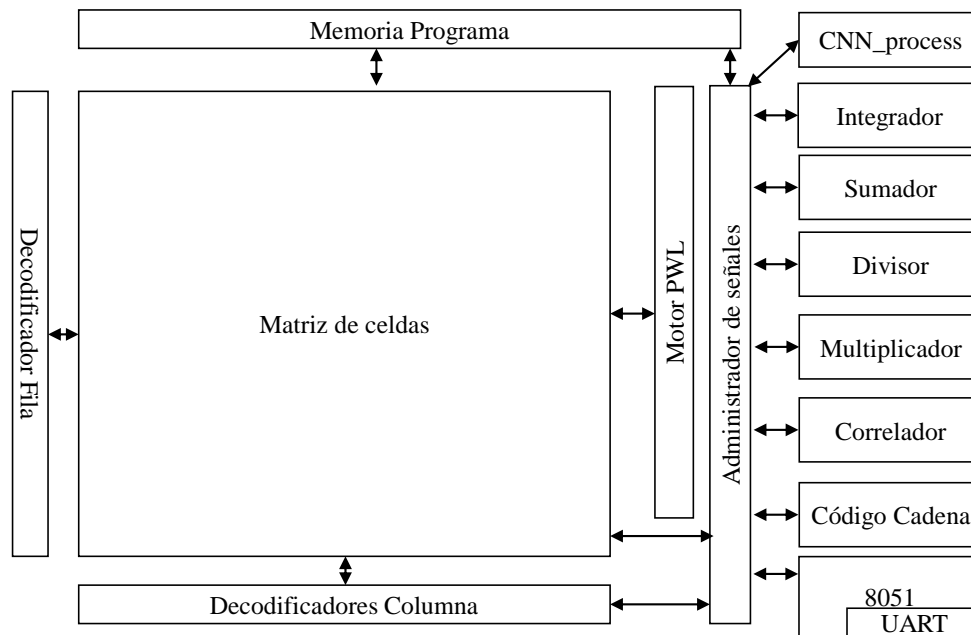 Memoria Programa
CNN_process
Integrador
Sumador
Decodificador Fila
Matriz de celdas
Motor PWL
Administrador de señales
Divisor
Multiplicador
Correlador
Código Cadena
Decodificadores Columna
8051
UART